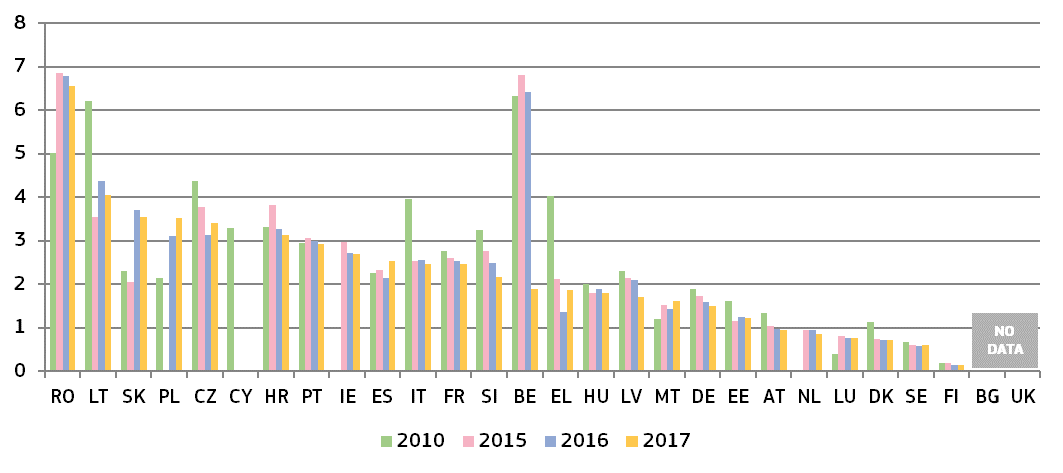 8
7
6
5
4
3
2
1
0
NO
DATA
RO LT SK PL CZ CY HR PT IE ES IT FR SI BE EL HU LV MT DE EE AT NL LU DK SE FI BG UK
2010 2015 2016 2017